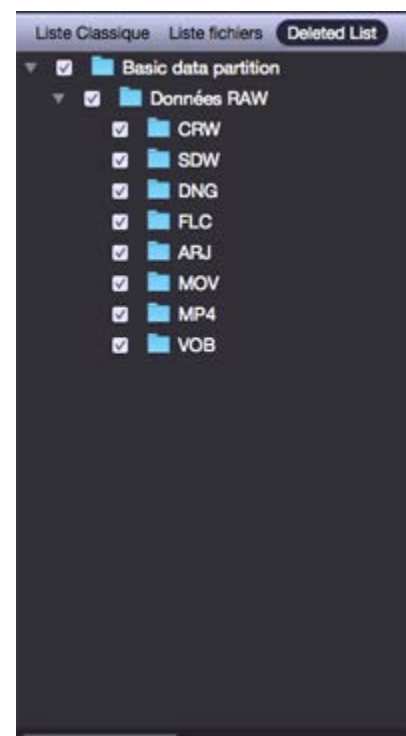 Liste Classique Liste fichiers Deleted List
Basic data partition
Données RAW
CRW
SDW
DNG
FLC
ARJ
MOV
MP4
VOB